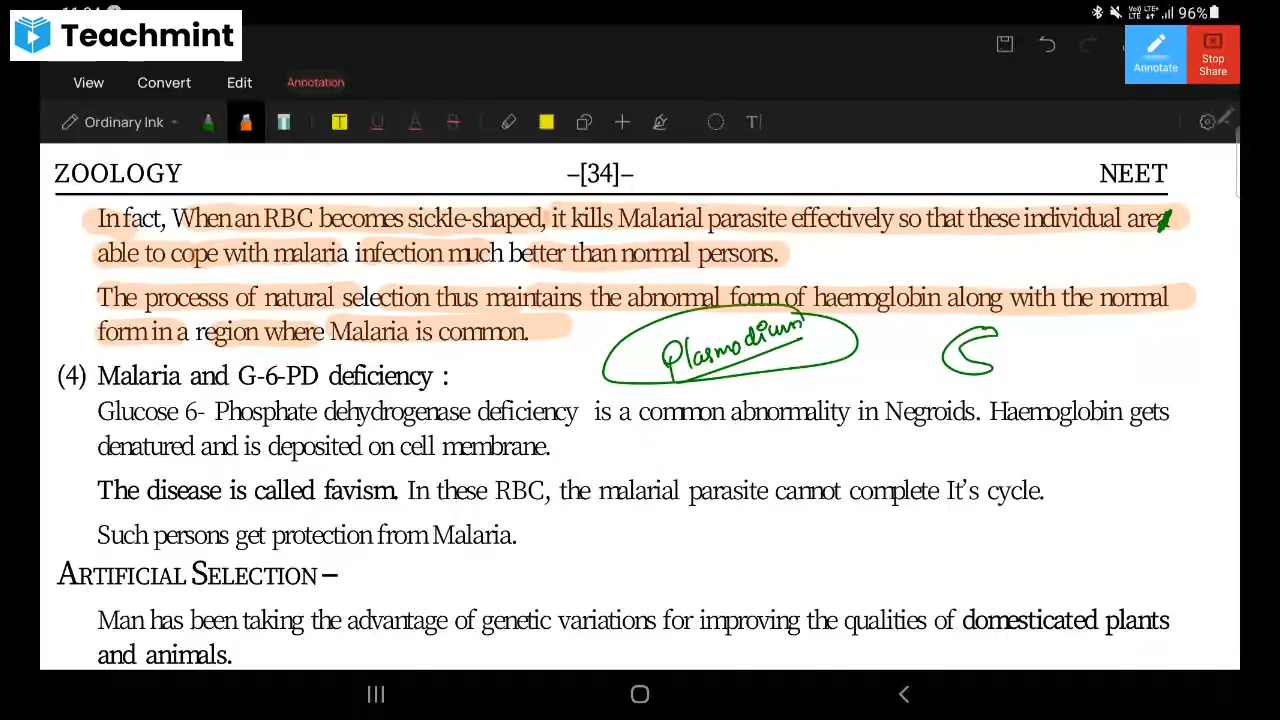 Teachmint
96%
View Convert Edit Annotation
Annotate
Stop
Share
Ordinary Ink
ZOOLOGY –[34]– NEET
In fact, When an RBC becomes sickle-shaped, it kills Malarial parasite effectively so that these individual are
able to cope with malaria infection much better than normal persons.
The processs of natural selection thus maintains the abnormal form of haemoglobin along with the normal
form in a region where Malaria is common.
Plasmodium
(4) Malaria and G-6-PD deficiency :
Glucose 6- Phosphate dehydrogenase deficiency is a common abnormality in Negroids. Haemoglobin gets
denatured and is deposited on cell membrane.
The disease is called favism. In these RBC, the malarial parasite cannot complete It's cycle.
Such persons get protection from Malaria.
ARTIFICIAL SELECTION–
Man has been taking the advantage of genetic variations for improving the qualities of domesticated plants
and animals.